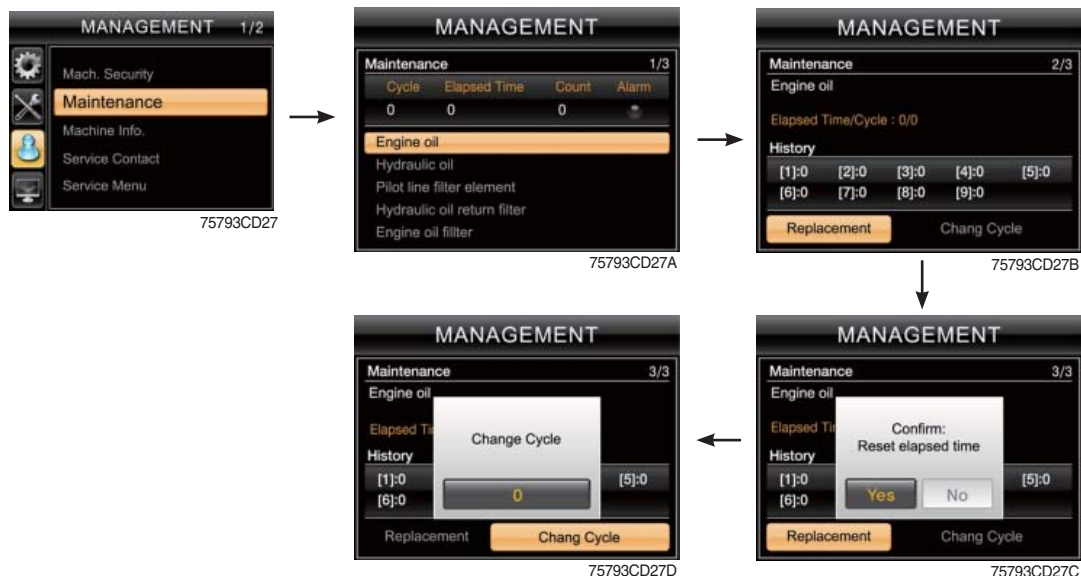 MANAGEMENT 1/2
Mach. Security
Maintenance
Machine Info.
Service Contact
Service Menu
75793CD27
MANAGEMENT
Maintenance 1/3
Cycle Elapsed Time Count Alarm
0 0 0
Engine oil
Hydraulic oil
Pilot line filter element
Hydraulic oil return filter
Engine oil fillter
75793CD27A
MANAGEMENT
Maintenance 2/3
Engine oil
Elapsed Time/Cycle : 0/0
History
[1]:0 [2]:0 [3]:0 [4]:0 [5]:0
[6]:0 [7]:0 [8]:0 [9]:0
Replacement Chang Cycle
75793CD27B
MANAGEMENT
Maintenance 3/3
Engine oil
Elapsed Ti
Change Cycle
History
[1]:0 [5]:0
[6]:0
0
Replacement Chang Cycle
75793CD27D
MANAGEMENT
Maintenance 3/3
Engine oil
Elapsed Tir
Confirm:
Reset elapsed time
History
[1]:0 [5]:0
[6]:0
Yes No
Replacement Chang Cycle
75793CD27C